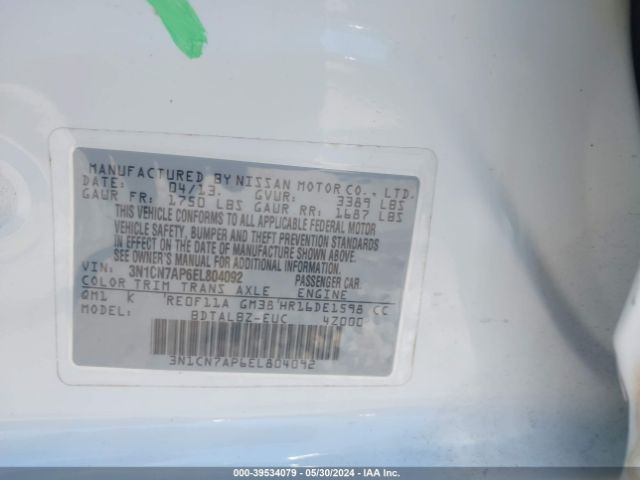 MANUFACTURED BY NISSAN MOTOR CO., LTD.
DATE: 04/13. GVWR: 3389 LBS
GAWR FR: 1750 LBS GAWR RR: 1687 LBS
THIS VEHICLE CONFORMS TO ALL APPLICABLE FEDERAL MOTOR
VEHICLE SAFETY, BUMPER AND THEFT PREVENTION STANDARDS
IN EFFECT ON THE DATE OF MANUFACTURE SHOWN ABOVE.
SEE OWNER'S MANUAL FOR ADDITIONAL INFORMATION.
VIN: 3N1CN7AP6EL804092 PASSENGER CAR.
COLOR TRIM TRANS AXLE ENGINE
QM1 K RE0F11A GM38 HR16DE1598 CC
MODEL: BDTALBZ-EUC 4Z000
3N1CN7AP6EL804092
000-39534079 - 05/30/2024 - IAA Inc.